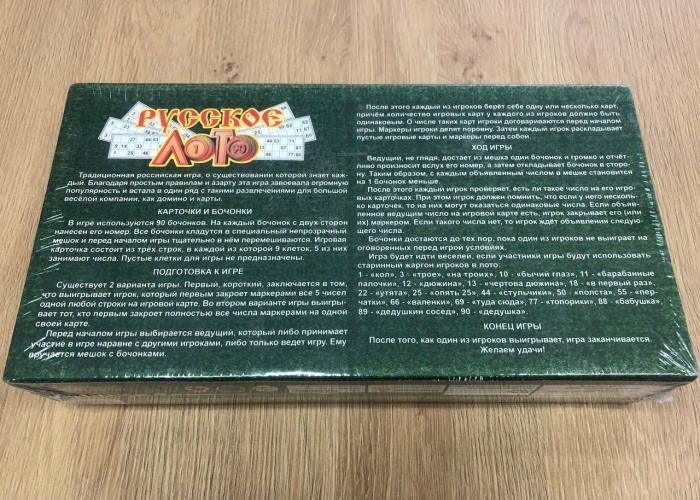 РУССКОЕ
ЛОТО
Традиционная российская игра, о существовании которой знает каж-
дый. Благодаря простым правилам и азарту эта игра завоевала огромную
популярность и встала в один ряд с такими развлечениями для большой
весёлой компании, как домино и карты.
КАРТОЧКИ И БОЧОНКИ
В игре используются 90 бочонков. На каждый бочонок с двух сторон
нанесен его номер. Все бочонки кладутся в специальный непрозрачный
мешок и перед началом игры тщательно в нём перемешиваются. Игровая
карточка состоит из трёх строк, в каждой из которой 9 клеток, 5 из них
занимают числа. Пустые клетки для игры не предназначены.
ПОДГОТОВКА К ИГРЕ
Существует 2 варианта игры. Первый, короткий, заключается в том,
что выигрывает игрок, который первым закроет маркерами все 5 чисел
одной любой строки на игровой карте. Во втором варианте игры выигры-
вает тот, кто первым закроет полностью все числа маркерами на одной
своей карте.
Перед началом игры выбирается ведущий, который либо принимает
участие в игре наравне с другими игроками, либо только ведет игру. Ему
вручается мешок с бочонками.
После этого каждый из игроков берёт себе одну или несколько карт,
причём количество игровых карт у каждого из игроков должно быть
одинаковым. О числе таких карт игроки договариваются перед началом
игры. Маркеры игроки делят поровну. Затем каждый игрок раскладывает
пустые игровые карты и маркеры перед собой.
ХОД ИГРЫ
Ведущий, не глядя, достает из мешка один бочонок и громко и отчёт-
ливо произносит вслух его номер, а затем откладывает бочонок в сторо-
ну. Таким образом, с каждым объявленным числом в мешке становится
на 1 бочонок меньше.
После этого каждый игрок проверяет, есть ли такое число на его игро-
вых карточках. При этом игрок должен помнить, что если у него несколь-
ко карточек, то на них могут оказаться одинаковые числа. Если объяв-
ленное ведущим число на игровой карте есть, игрок закрывает его (или
их) маркером. Если такого числа нет, то игрок ждёт объявления следую-
щего числа.
Бочонки достаются до тех пор, пока один из игроков не выиграет на
оговоренных перед игрой условиях.
Игра будет идти веселей, если участники игры будут использовать
старинный жаргон игроков в лото:
1 - «кол», 3 - «трое», «на троих», 10 - «бычий глаз», 11 - «барабанные
палочки», 12 - «дюжина», 13 - «чертова дюжина», 18 - «в первый раз»,
22 - «утята», 25 - «опять 25», 44 - «стульчики», 50 - «полста», 55 - «пер-
чатки», 66 - «валенки», 69 - «туда сюда», 77 - «топорики», 88 - «бабушка»,
89 - «дедушкин сосед», 90 - «дедушка».
КОНЕЦ ИГРЫ
После того, как один из игроков выигрывает, игра заканчивается.
Желаем удачи!